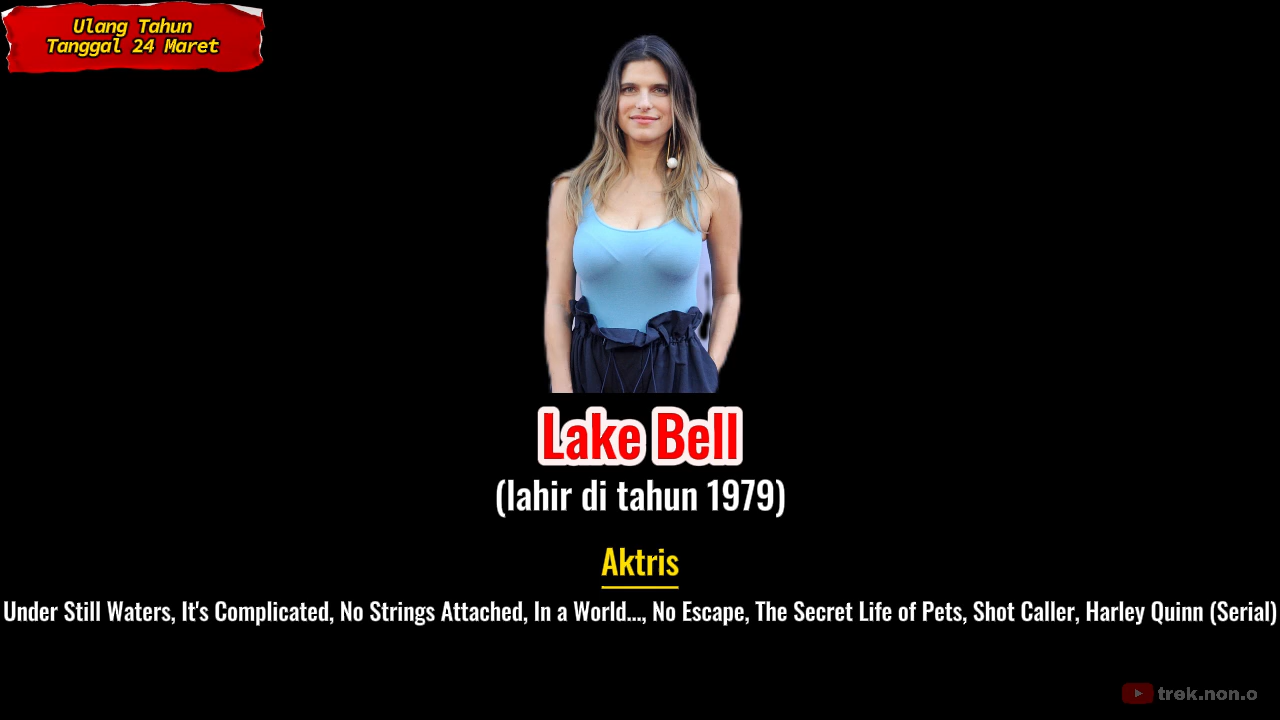 Ulang Tahun
Tanggal 24 Maret
Lake Bell
(lahir di tahun 1979)
Aktris
Under Still Waters, It's Complicated, No Strings Attached, In a World..., No Escape, The Secret Life of Pets, Shot Caller, Harley Quinn (Serial)
trek.non.o